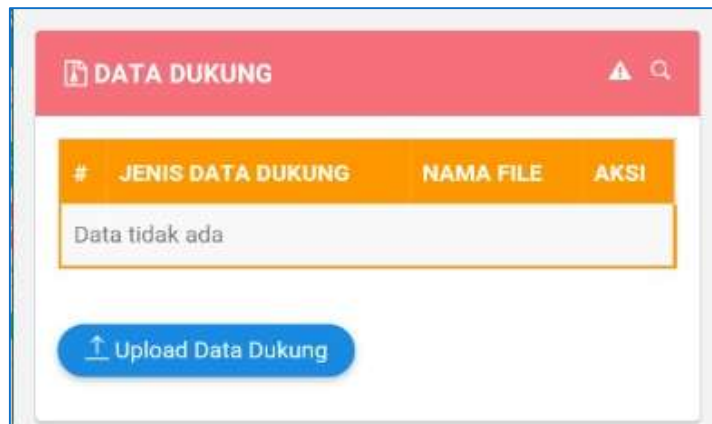 DATA DUKUNG
# JENIS DATA DUKUNG NAMA FILE AKSI
Data tidak ada
Upload Data Dukung